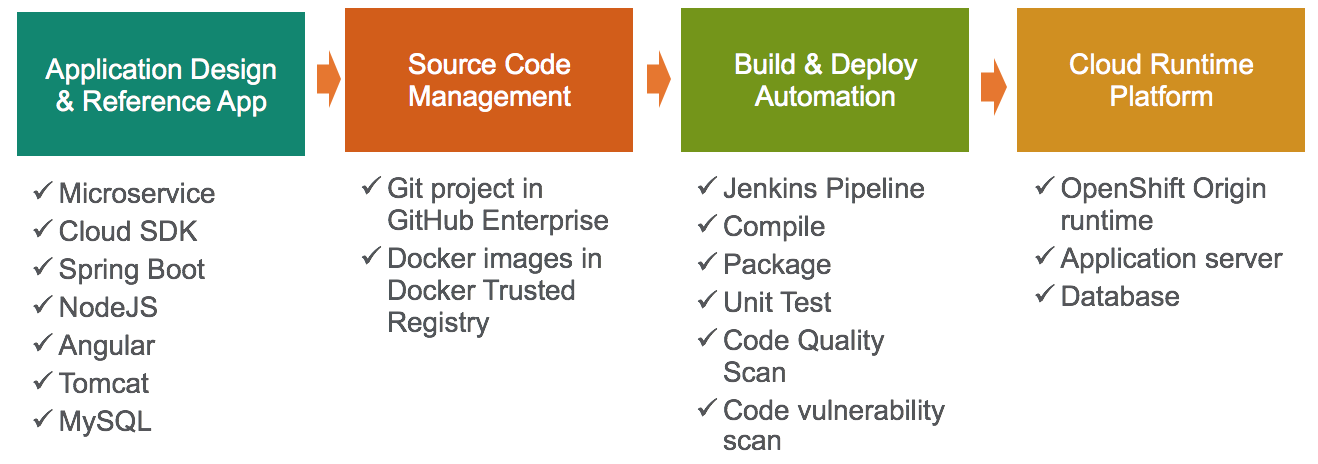 Application Design
& Reference App
✓ Microservice
✓ Cloud SDK
✓ Spring Boot
✓ NodeJS
✓ Angular
✓ Tomcat
✓ MySQL
Source Code
Management
✓ Git project in
GitHub Enterprise
✓ Docker images in
Docker Trusted
Registry
Build & Deploy
Automation
✓ Jenkins Pipeline
✓ Compile
✓ Package
✓ Unit Test
✓ Code Quality
Scan
✓ Code vulnerability
scan
Cloud Runtime
Platform
✓ OpenShift Origin
runtime
✓ Application server
✓ Database